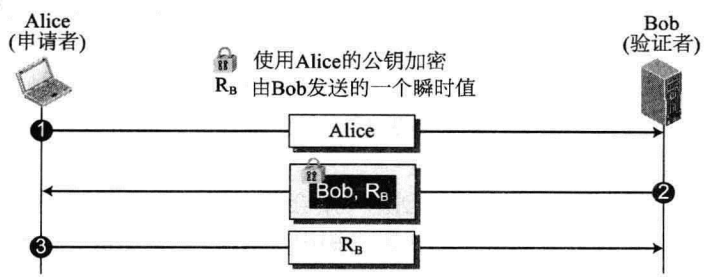 Alice
(申请者)
Bob
(验证者)
使用Alice的公钥加密
R_B 由Bob发送的一个瞬时值
1
Alice
Bob, R_B
2
3
R_B